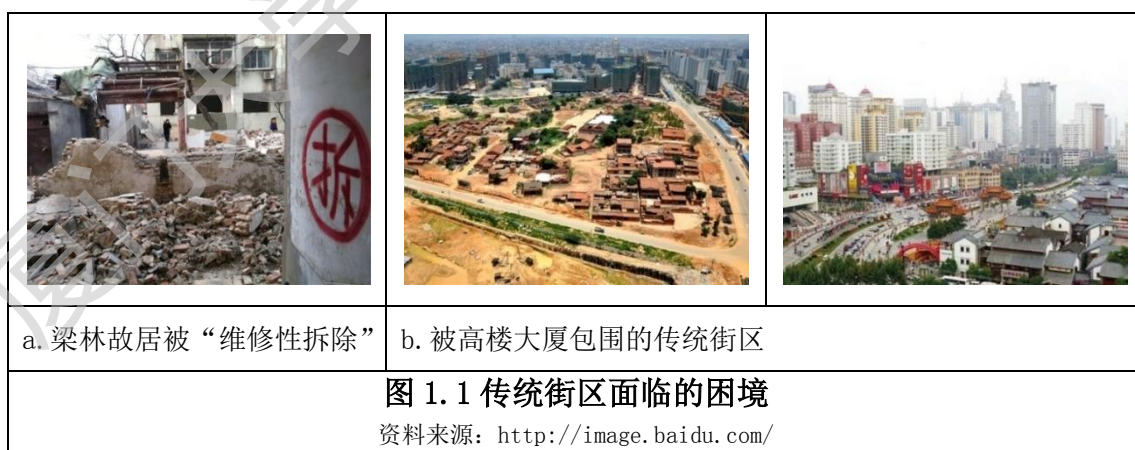 拆
a.梁林故居被“维修性拆除”
b.被高楼大厦包围的传统街区
图 1.1 传统街区面临的困境
资料来源：http://image.baidu.com/